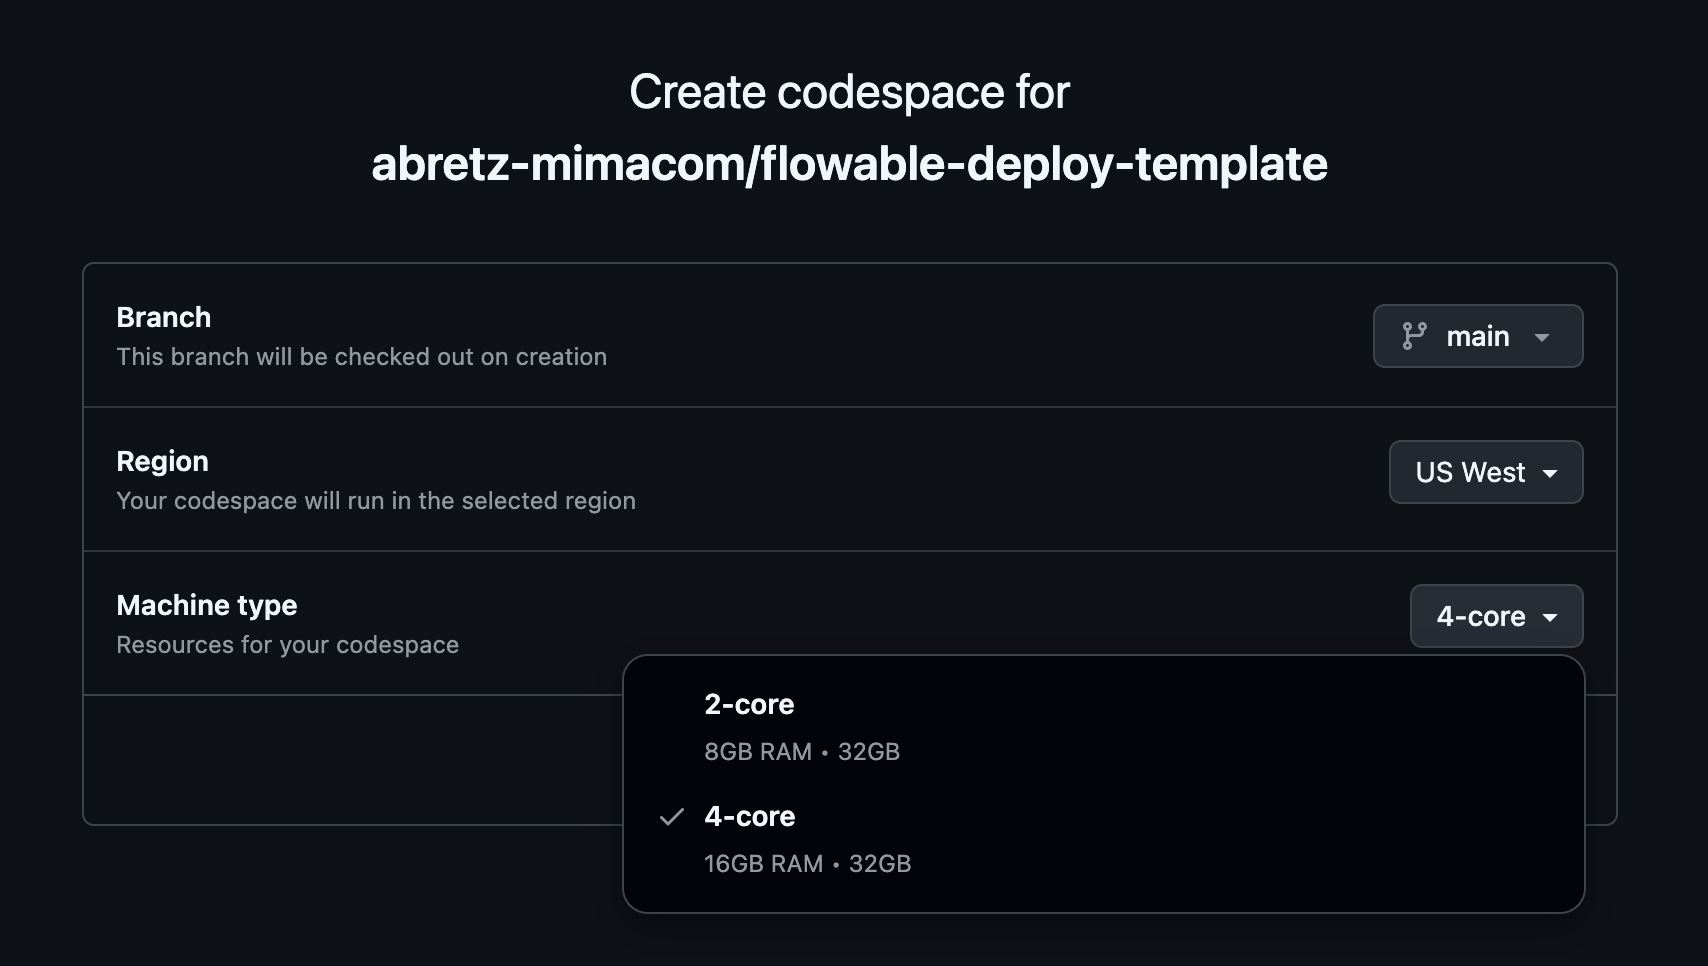 Create codespace for
abretz-mimacom/flowable-deploy-template
Branch
This branch will be checked out on creation
main
Region
Your codespace will run in the selected region
US West
Machine type
Resources for your codespace
4-core
2-core
8GB RAM • 32GB
4-core
16GB RAM • 32GB